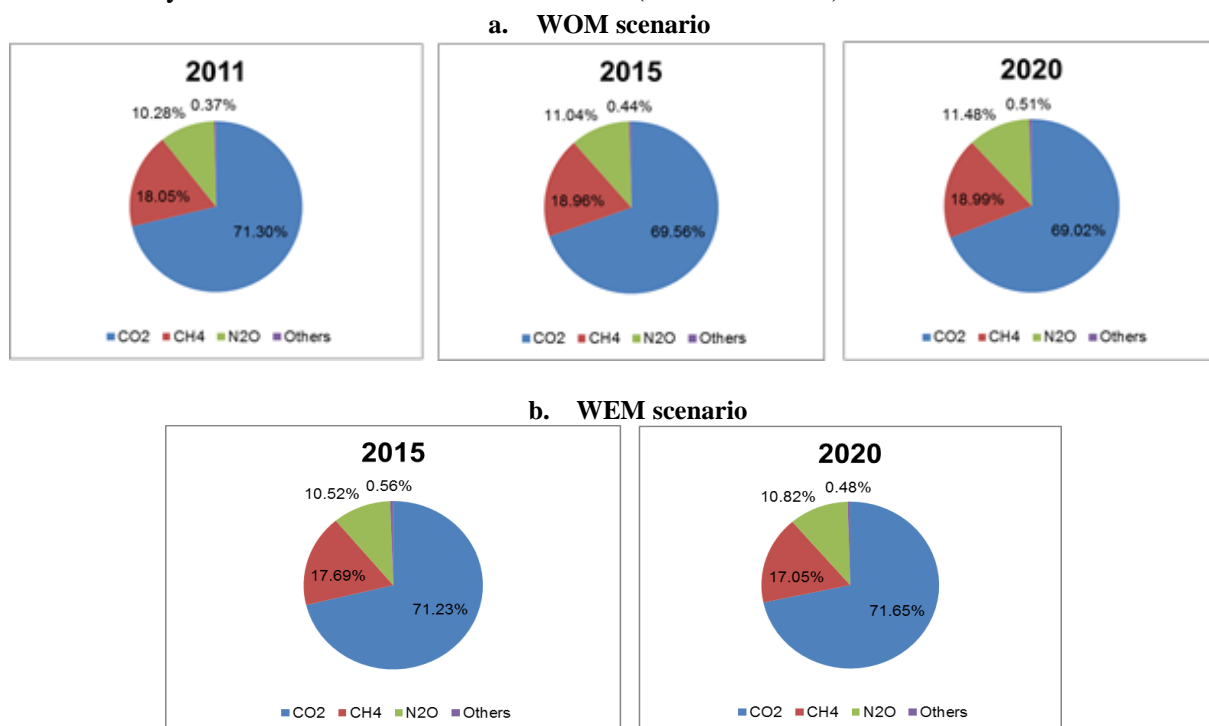 a. WOM scenario
2011
10.28% 0.37%
18.05%
71.30%
CO2 CH4 N2O Others
2015
11.04% 0.44%
18.96%
69.56%
CO2 CH4 N2O Others
2020
11.48% 0.51%
18.99%
69.02%
CO2 CH4 N2O Others
b. WEM scenario
2015
10.52% 0.56%
17.69%
71.23%
CO2 CH4 N2O Others
2020
10.82% 0.48%
17.05%
71.65%
CO2 CH4 N2O Others